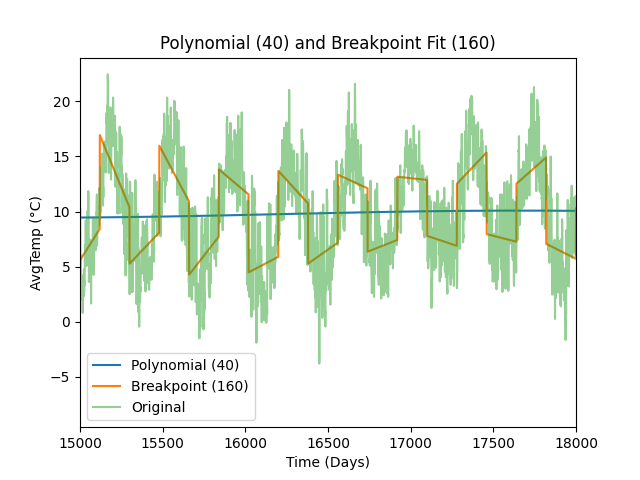 Polynomial (40) and Breakpoint Fit (160)
AvgTemp (°C)
20
15
10
5
0
−5
Polynomial (40)
Breakpoint (160)
Original
15000 15500 16000 16500 17000 17500 18000
Time (Days)